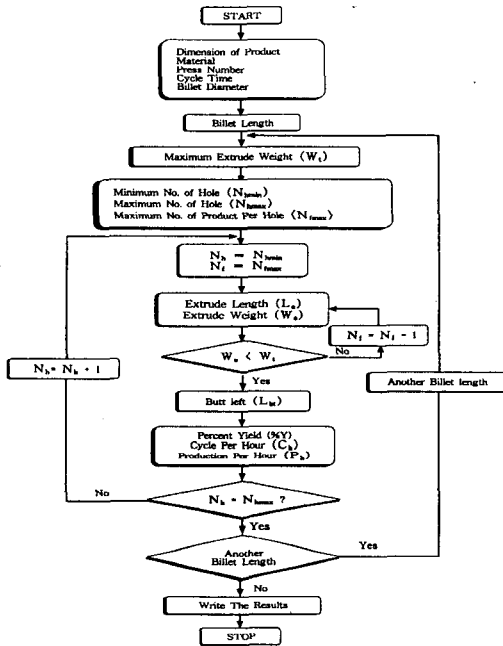 START
Dimension of Product
Material
Press Number
Cycle Time
Billet Diameter
Billet Length
Maximum Extrude Weight (Wt)
Minimum No. of Hole (Nhmin)
Maximum No. of Hole (Nhmax)
Maximum No. of Product Per Hole (Nfmax)
Nh = Nhmin
Nf = Nfmax
Extrude Length (Le)
Extrude Weight (We)
Nf = Nf - 1
We < Wt
No
Nh= Nh + 1
Another Billet length
Yes
Butt left (Lbt)
Percent Yield (%Y)
Cycle Per Hour (Ch)
Production Per Hour (Ph)
No
Nh = Nhmax ?
Yes
Another
Billet Length
Yes
No
Write The Results
STOP